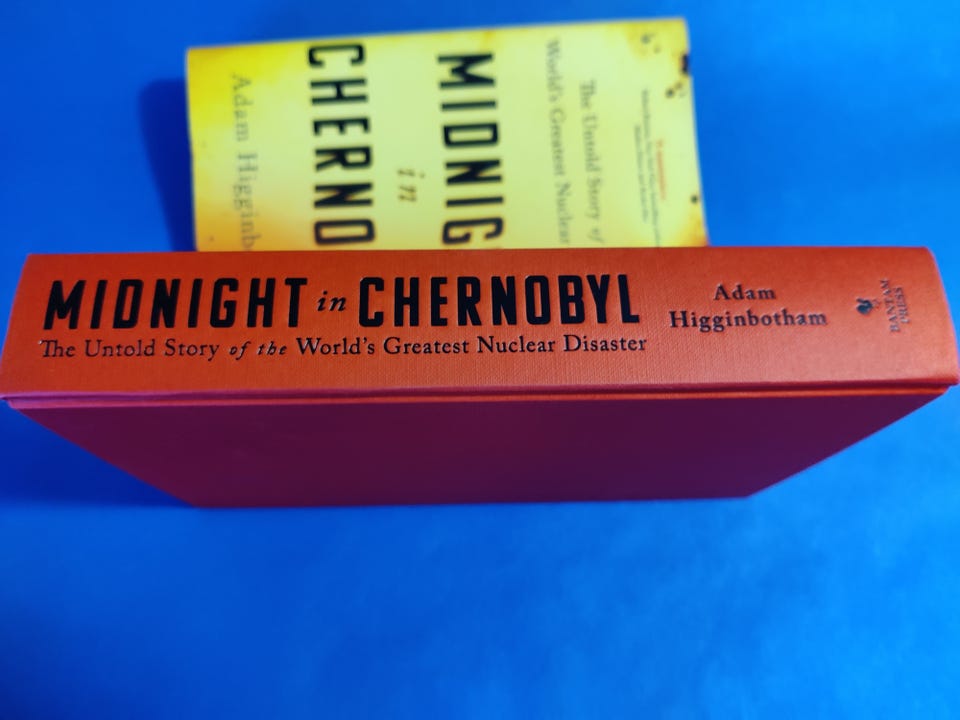 MIDNIGHT in CHERNOBYL
The Untold Story of the World's Greatest Nuclear Disaster
Adam
Higginbotham
BANTAM
PRESS
The Untold Story of
World's Greatest Nuclear
MIDNIG
in
CHERNO
Adam Higginb